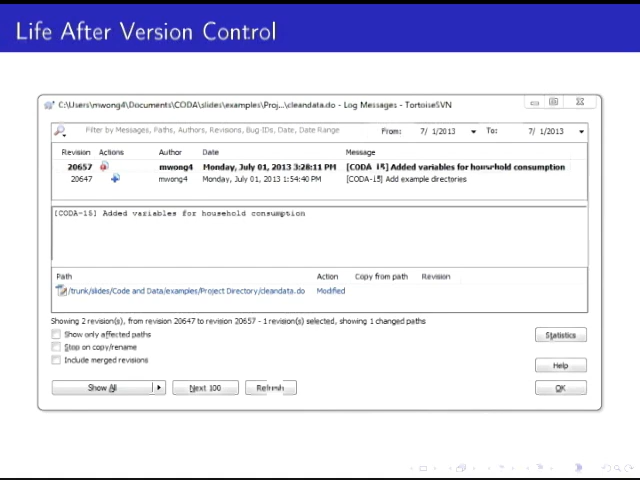 Life After Version Control
C:\Users\mwong4\Documents\CODA\slides\examples\Proj...\cleandata.do - Log Messages - TortoiseSVN
Filter by Messages, Paths, Authors, Revisions, Bug IDs, Date, Date Range From: 7/ 1/2013 To: 7/ 1/2013
Revision Actions Author Date Message
20657 mwong4 Monday, July 01, 2013 3:28:11 PM [CODA-15] Added variables for household consumption
20647 mwong4 Monday, July 01, 2013 1:54:40 PM [CODA-15] Add example directories
[CODA-15] Added variables for household consumption
Path Action Copy from path Revision
/trunk/slides/Code and Data/examples/Project Directory/cleandata.do Modified
Showing 2 revision(s), from revision 20647 to revision 20657 - 1 revision(s) selected, showing 1 changed paths
Show only affected paths
Statistics
Stop on copy/rename
Include merged revisions
Help
Show All Next 100 Refresh OK